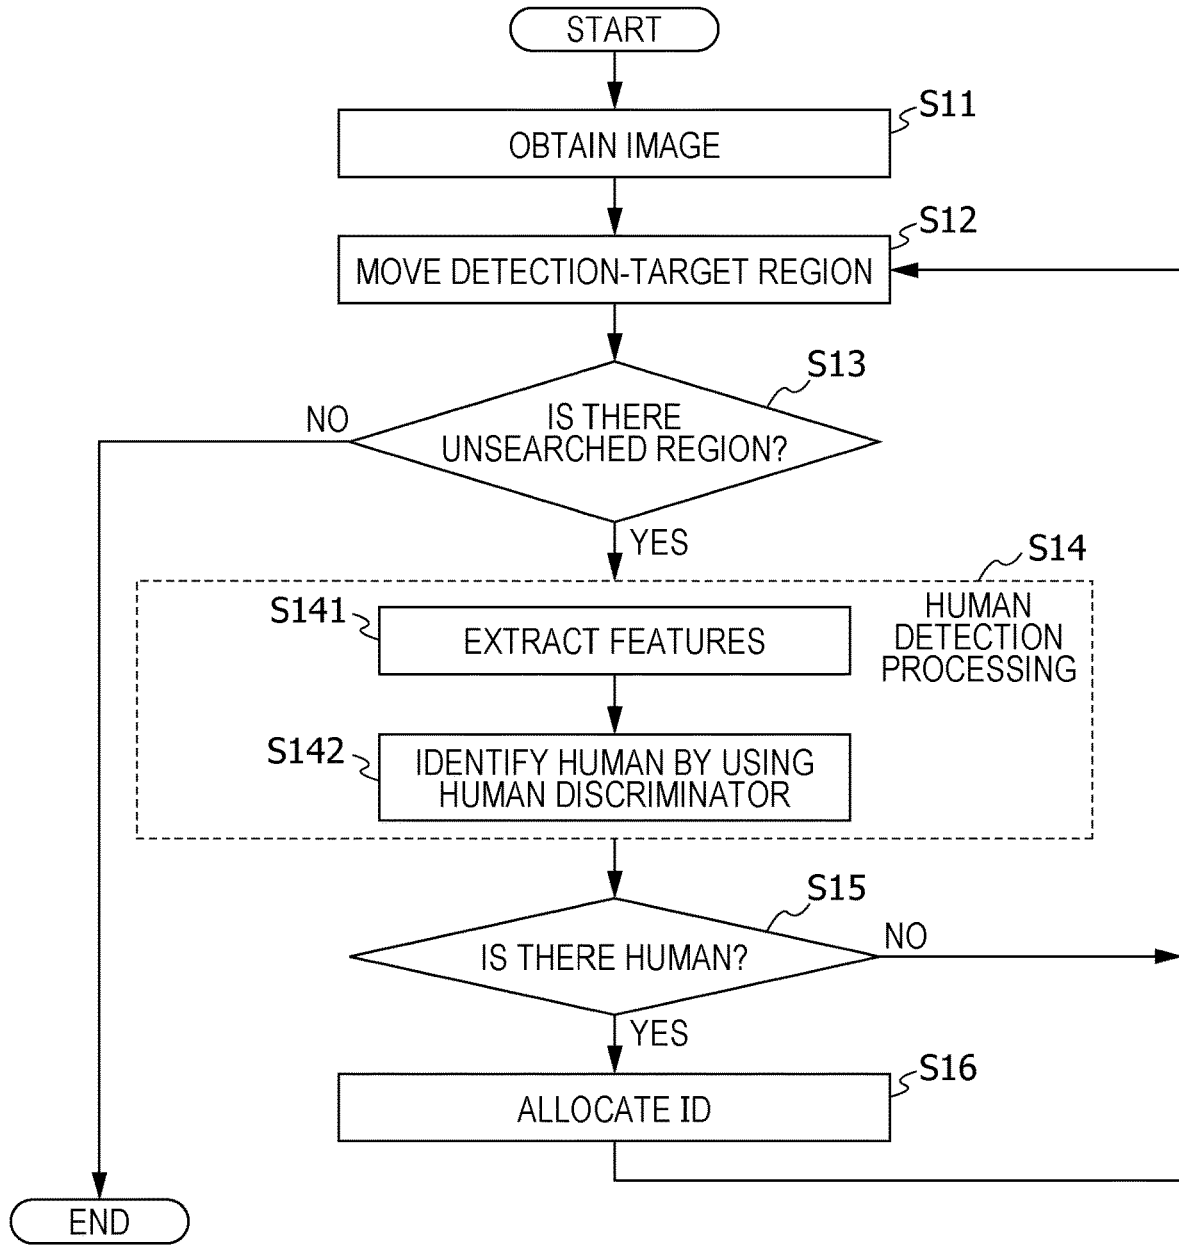 START
S11
OBTAIN IMAGE
S12
MOVE DETECTION-TARGET REGION
S13
NO
IS THERE
UNSEARCHED REGION?
YES
S14
HUMAN
DETECTION
PROCESSING
S141
EXTRACT FEATURES
S142
IDENTIFY HUMAN BY USING
HUMAN DISCRIMINATOR
S15
IS THERE HUMAN?
NO
YES
S16
ALLOCATE ID
END